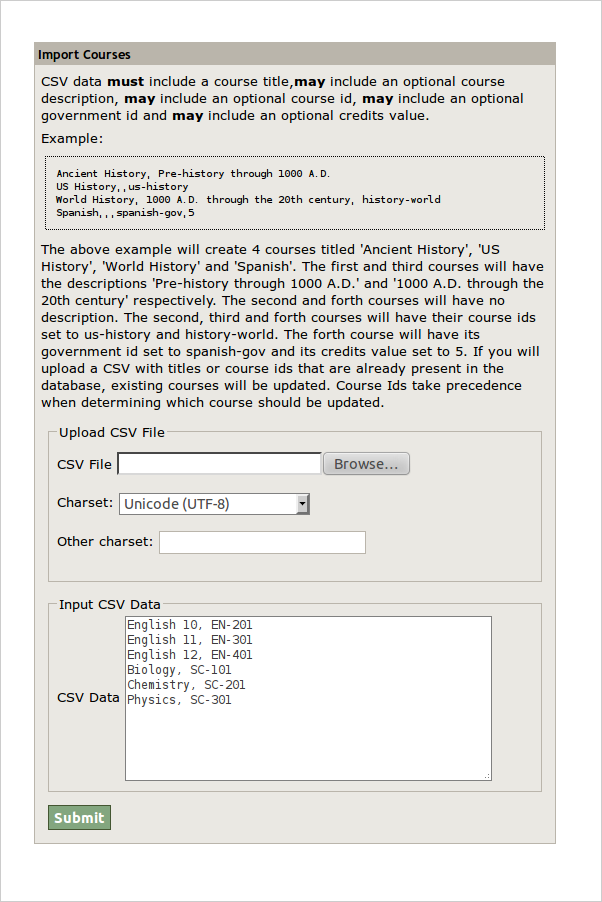 Import Courses
CSV data must include a course title,may include an optional course
description, may include an optional course id, may include an optional
government id and may include an optional credits value.
Example:
Ancient History, Pre-history through 1000 A.D.
US History,,us-history
World History, 1000 A.D. through the 20th century, history-world
Spanish,,,spanish-gov,5
The above example will create 4 courses titled 'Ancient History', 'US
History', 'World History' and 'Spanish'. The first and third courses will have
the descriptions 'Pre-history through 1000 A.D.' and '1000 A.D. through the
20th century' respectively. The second and forth courses will have no
description. The second, third and forth courses will have their course ids
set to us-history and history-world. The forth course will have its
government id set to spanish-gov and its credits value set to 5. If you will
upload a CSV with titles or course ids that are already present in the
database, existing courses will be updated. Course Ids take precedence
when determining which course should be updated.
Upload CSV File
CSV File Browse...
Charset: Unicode (UTF-8)
Other charset:
Input CSV Data
English 10, EN-201
English 11, EN-301
English 12, EN-401
Biology, SC-101
Chemistry, SC-201
CSV Data
Physics, SC-301
Submit